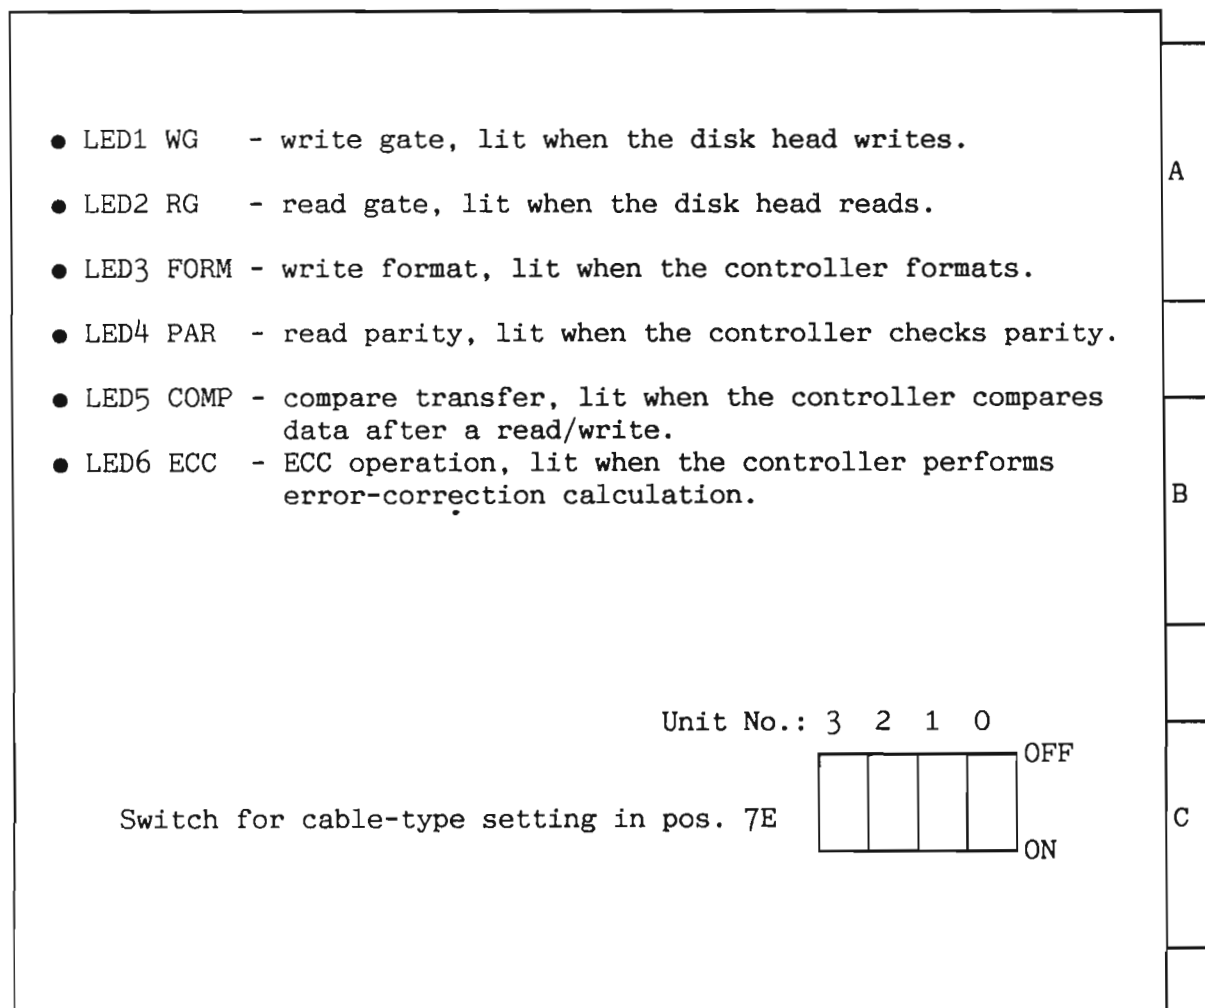 ● LED1 WG - write gate, lit when the disk head writes.
A
● LED2 RG - read gate, lit when the disk head reads.
● LED3 FORM - write format, lit when the controller formats.
● LED4 PAR - read parity, lit when the controller checks parity.
● LED5 COMP - compare transfer, lit when the controller compares
data after a read/write.
● LED6 ECC - ECC operation, lit when the controller performs
error-correction calculation.
B
Unit No.: 3 2 1 0
OFF
Switch for cable-type setting in pos. 7E
C
ON